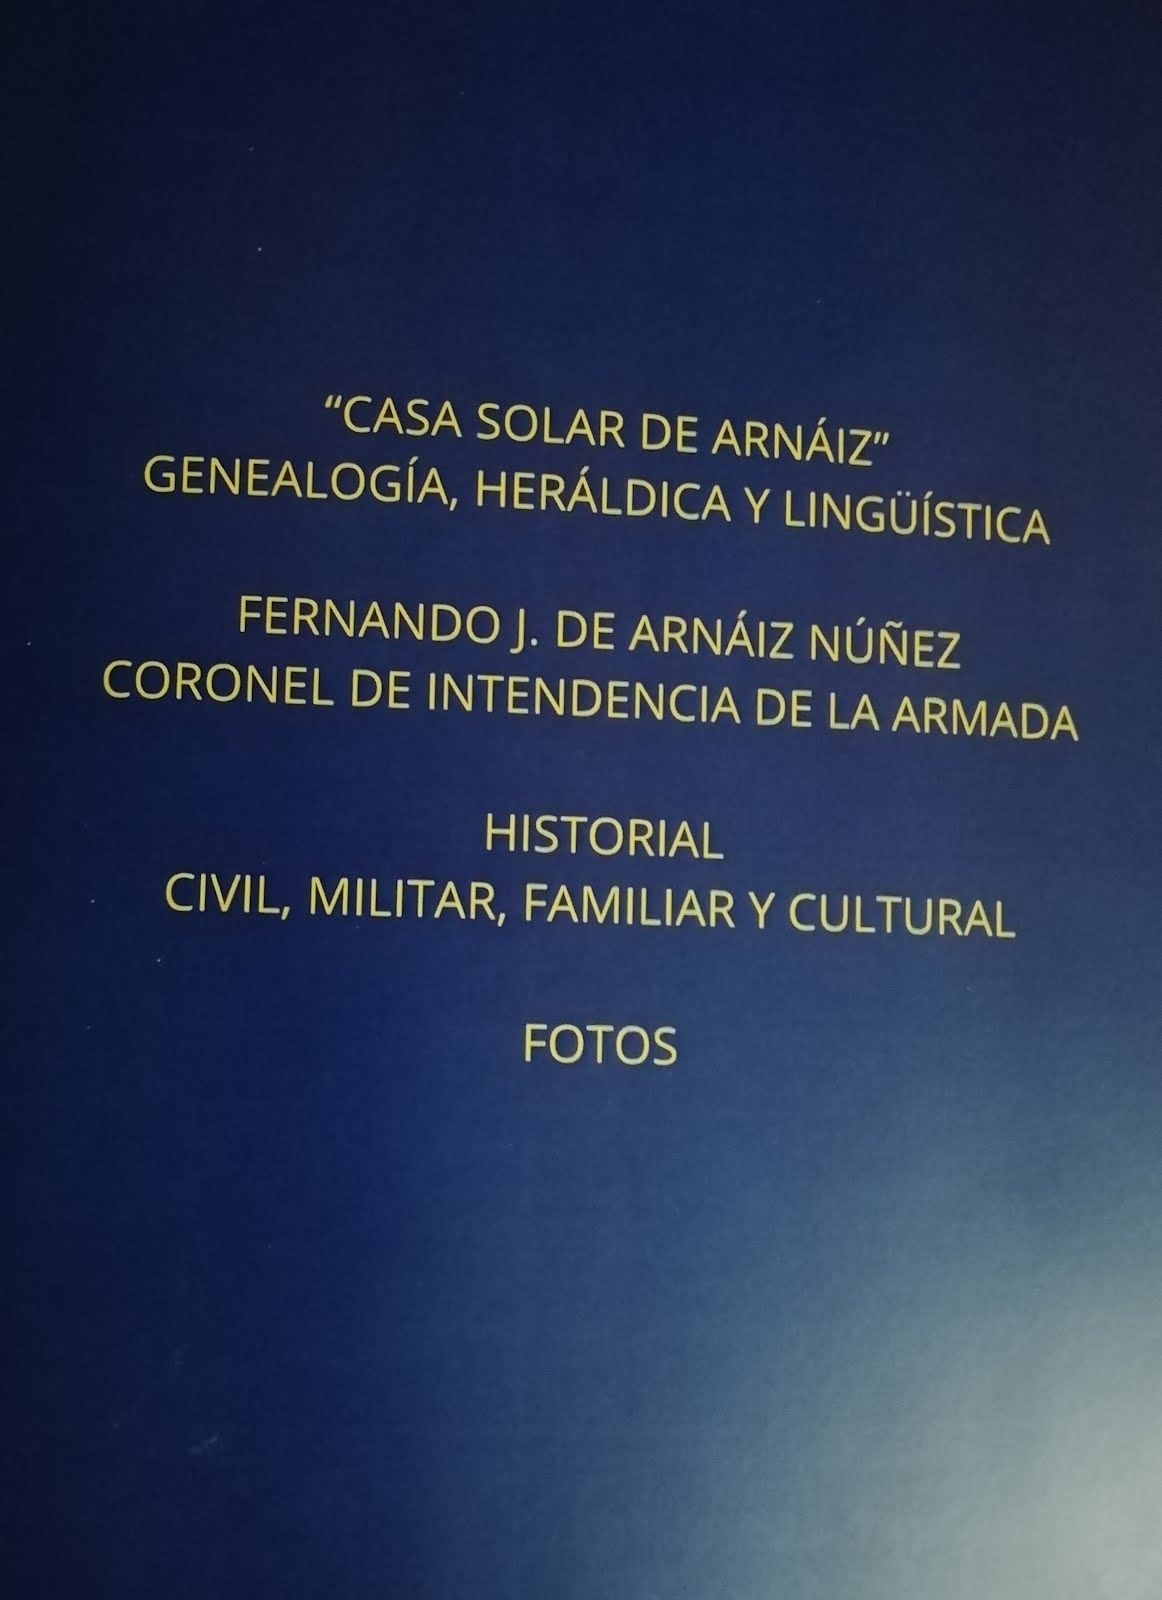 “CASA SOLAR DE ARNÁIZ”
GENEALOGÍA, HERÁLDICA Y LINGÜÍSTICA
FERNANDO J. DE ARNÁIZ NÚÑEZ
CORONEL DE INTENDENCIA DE LA ARMADA
HISTORIAL
CIVIL, MILITAR, FAMILIAR Y CULTURAL
FOTOS